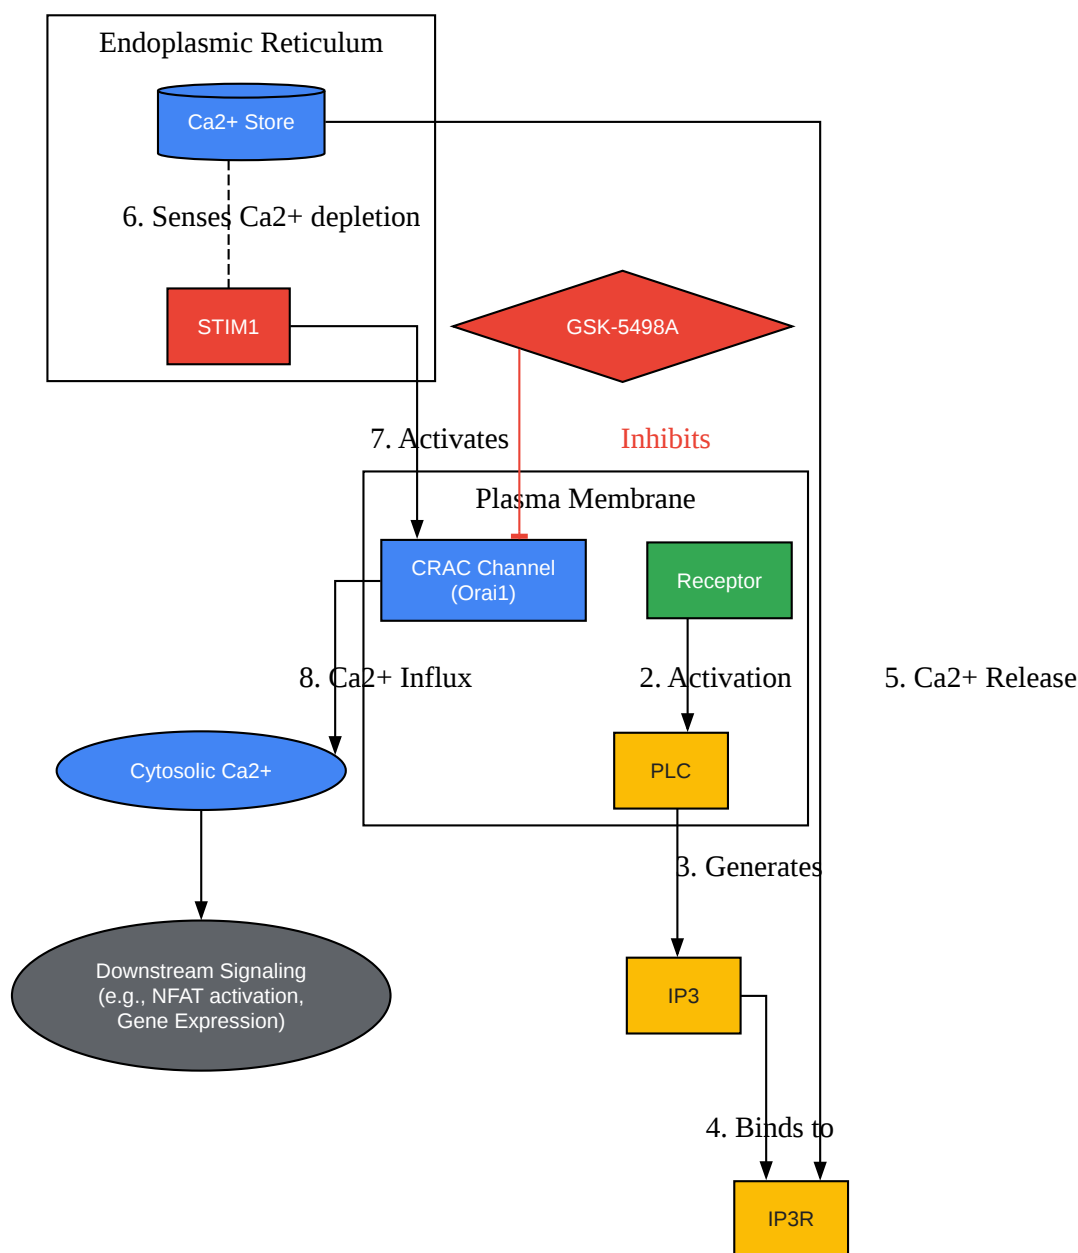 Endoplasmic Reticulum
Ca2+ Store
6. Senses Ca2+ depletion
STIM1
GSK-5498A
7. Activates
Inhibits
Plasma Membrane
CRAC Channel
(Orai1)
Receptor
8. Ca2+ Influx
2. Activation
5. Ca2+ Release
Cytosolic Ca2+
PLC
3. Generates
Downstream Signaling
(e.g., NFAT activation,
Gene Expression)
IP3
4. Binds to
IP3R